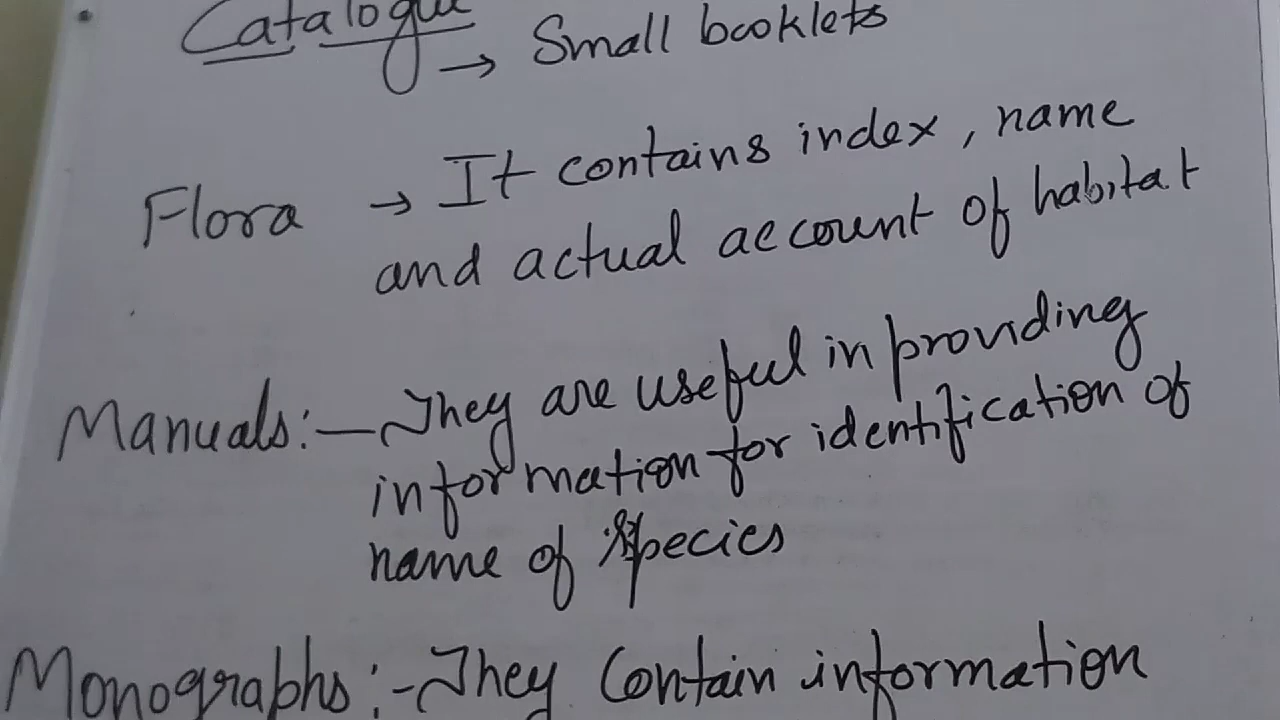 Catalogue
→ Small booklets
Flora → It contains index, name
and actual account of habitat
Manuals:- They are useful in providing
information for identification of
name of species
Monographs:- They Contain information